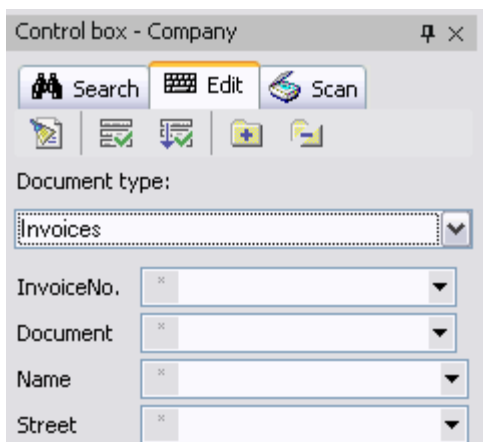 Control box - Company
Search Edit Scan
Document type:
Invoices
InvoiceNo. *
Document *
Name *
Street *